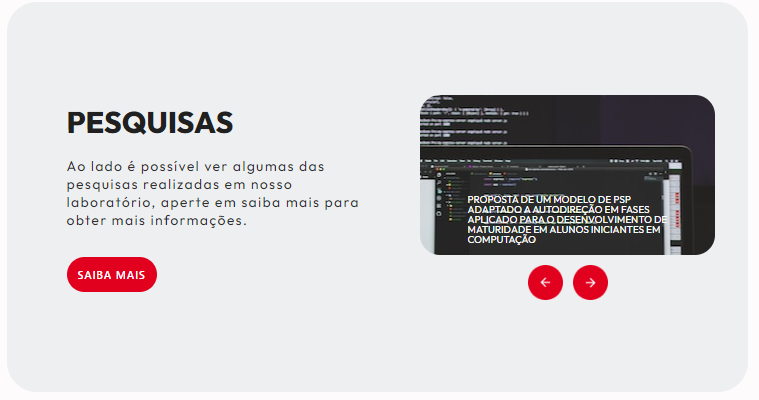 PESQUISAS
Ao lado é possível ver algumas das
pesquisas realizadas em nosso
laboratório, aperte em saiba mais para
obter mais informações.
SAIBA MAIS
PROPOSTA DE UM MODELO DE PSP
ADAPTADO A AUTODIREÇÃO EM FASES
APLICADO PARA O DESENVOLVIMENTO DE
MATURIDADE EM ALUNOS INICIANTES EM
COMPUTAÇÃO